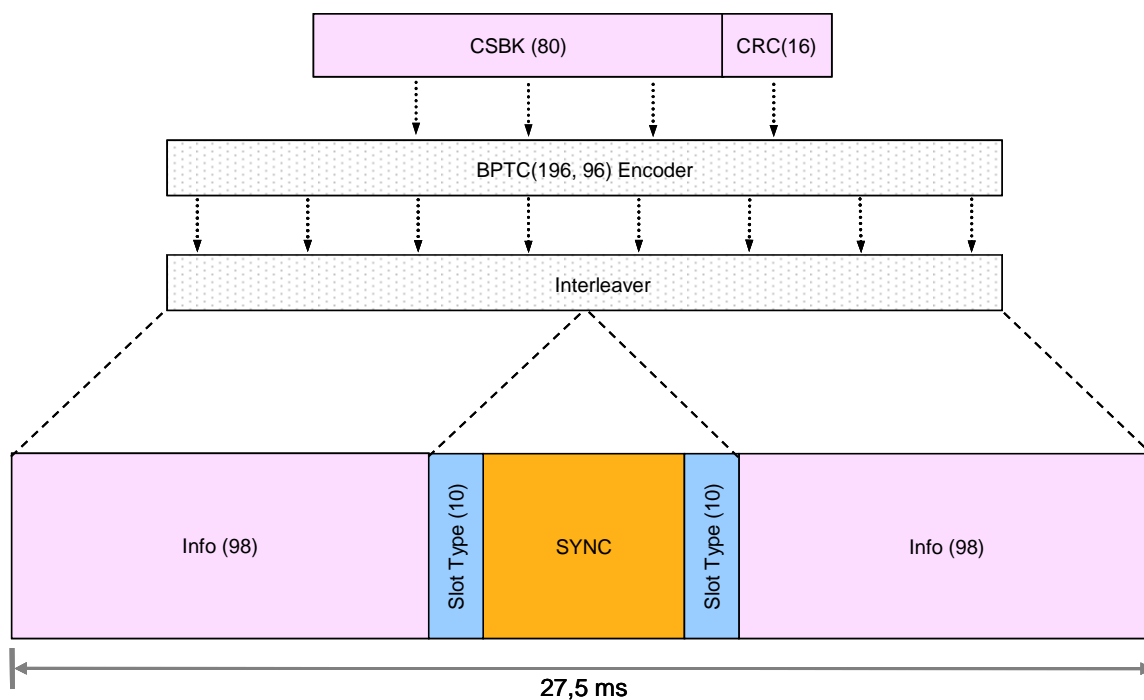 CSBK (80)
CRC(16)
BPTC(196, 96) Encoder
Interleaver
Info (98)
Slot Type (10)
SYNC
Slot Type (10)
Info (98)
27,5 ms